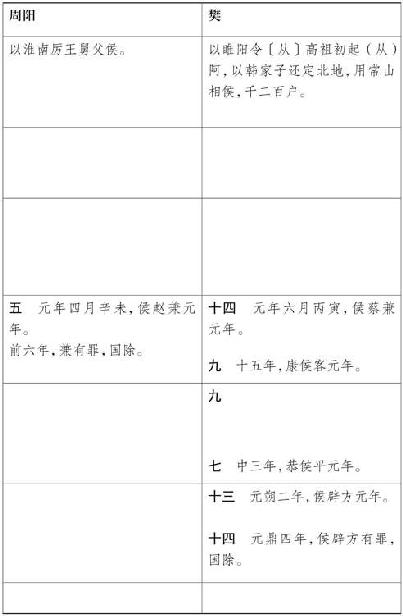 周阳
樊
以淮南厉王舅父侯。
以睢阳令〔从〕高祖初起（从）
阿，以韩家子还定北地，用常山
相侯，千二百户。
五　元年四月辛未，侯赵兼元
年。
前六年，兼有罪，国除。
十四　元年六月丙寅，侯蔡兼
元年。
九　十五年，康侯客元年。
九
七　中三年，恭侯平元年。
十三　元朔二年，侯辟方元年。
十四　元鼎四年，侯辟方有罪，
国除。